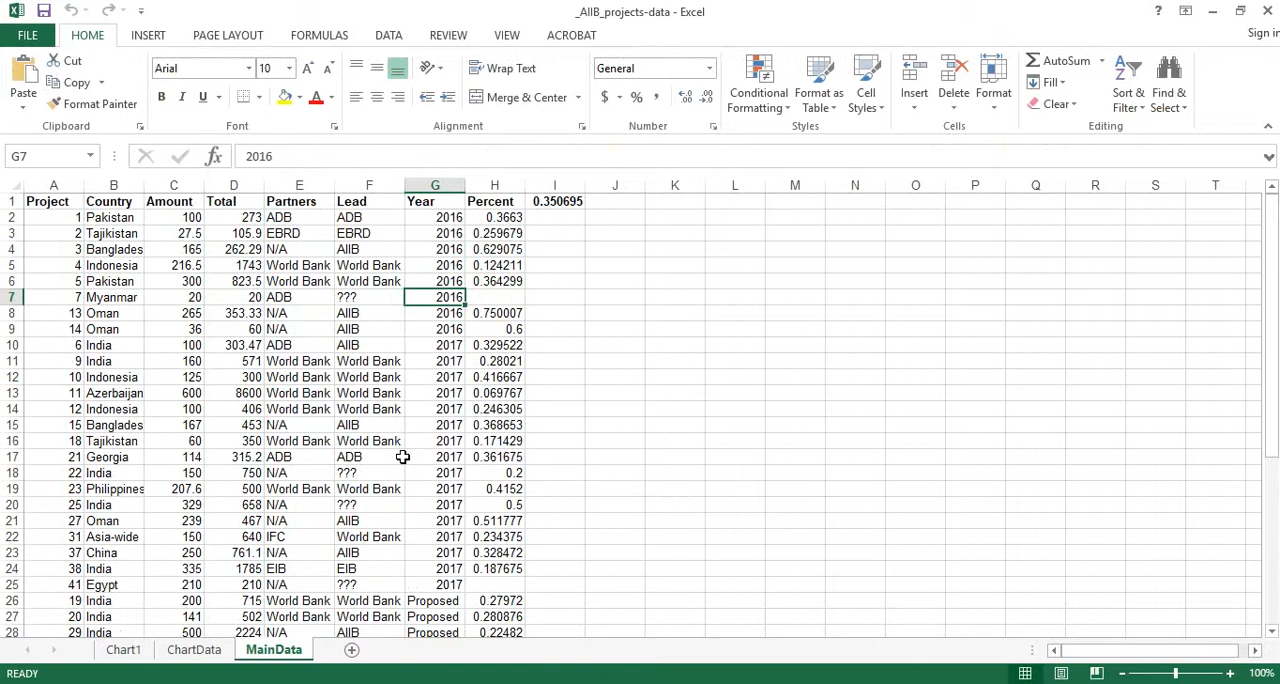 _AIIB_projects-data - Excel
?
FILE HOME INSERT PAGE LAYOUT FORMULAS DATA REVIEW VIEW ACROBAT Sign in
Cut
Copy
Format Painter
Paste
Arial 10
B I U
Wrap Text
Merge & Center
General
$ % ,
Conditional Formatting
Format as Table
Cell Styles
Insert Delete Format
AutoSum
Fill
Clear
Sort & Filter
Find & Select
Clipboard Font Alignment Number Styles Cells Editing
G7 fx 2016
A B C D E F G H I J K L M N O P Q R S T
1 Project Country Amount Total Partners Lead Year Percent 0.350695
2 1 Pakistan 100 273 ADB ADB 2016 0.3663
3 2 Tajikistan 27.5 105.9 EBRD EBRD 2016 0.259679
4 3 Banglades 165 262.29 N/A AIIB 2016 0.629075
5 4 Indonesia 216.5 1743 World Bank World Bank 2016 0.124211
6 5 Pakistan 300 823.5 World Bank World Bank 2016 0.364299
7 7 Myanmar 20 20 ADB ??? 2016
8 13 Oman 265 353.33 N/A AIIB 2016 0.750007
9 14 Oman 36 60 N/A AIIB 2016 0.6
10 6 India 100 303.47 ADB AIIB 2017 0.329522
11 9 India 160 571 World Bank World Bank 2017 0.28021
12 10 Indonesia 125 300 World Bank World Bank 2017 0.416667
13 11 Azerbaijan 600 8600 World Bank World Bank 2017 0.069767
14 12 Indonesia 100 406 World Bank World Bank 2017 0.246305
15 15 Banglades 167 453 N/A AIIB 2017 0.368653
16 18 Tajikistan 60 350 World Bank World Bank 2017 0.171429
17 21 Georgia 114 315.2 ADB ADB 2017 0.361675
18 22 India 150 750 N/A ??? 2017 0.2
19 23 Philippines 207.6 500 World Bank World Bank 2017 0.4152
20 25 India 329 658 N/A ??? 2017 0.5
21 27 Oman 239 467 N/A AIIB 2017 0.511777
22 31 Asia-wide 150 640 IFC World Bank 2017 0.234375
23 37 China 250 761.1 N/A AIIB 2017 0.328472
24 38 India 335 1785 EIB EIB 2017 0.187675
25 41 Egypt 210 210 N/A ??? 2017
26 19 India 200 715 World Bank World Bank Proposed 0.27972
27 20 India 141 502 World Bank World Bank Proposed 0.280876
28 29 India 500 2224 N/A AIIB Proposed 0.22482
Chart1 ChartData MainData
READY 100%